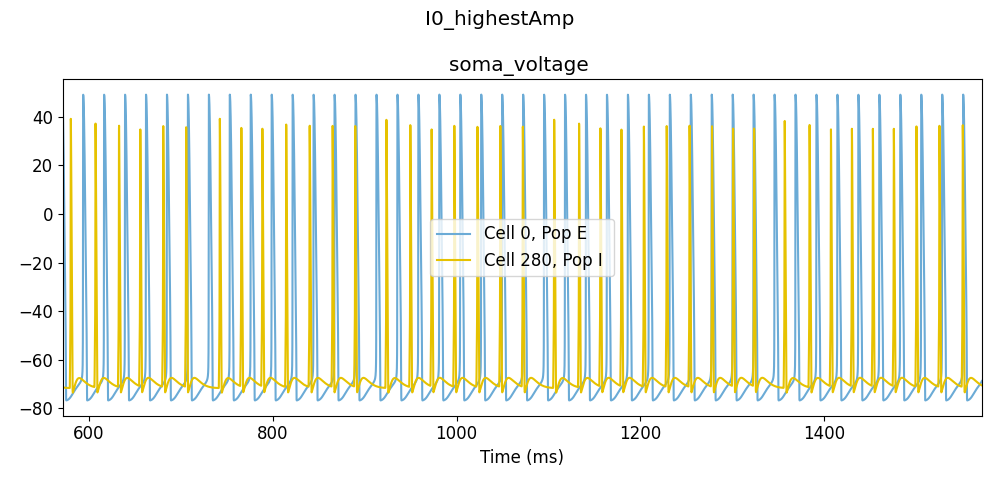 I0_highestAmp
soma_voltage
40
20
0
−20
−40
−60
−80
Cell 0, Pop E
Cell 280, Pop I
600 800 1000 1200 1400
Time (ms)